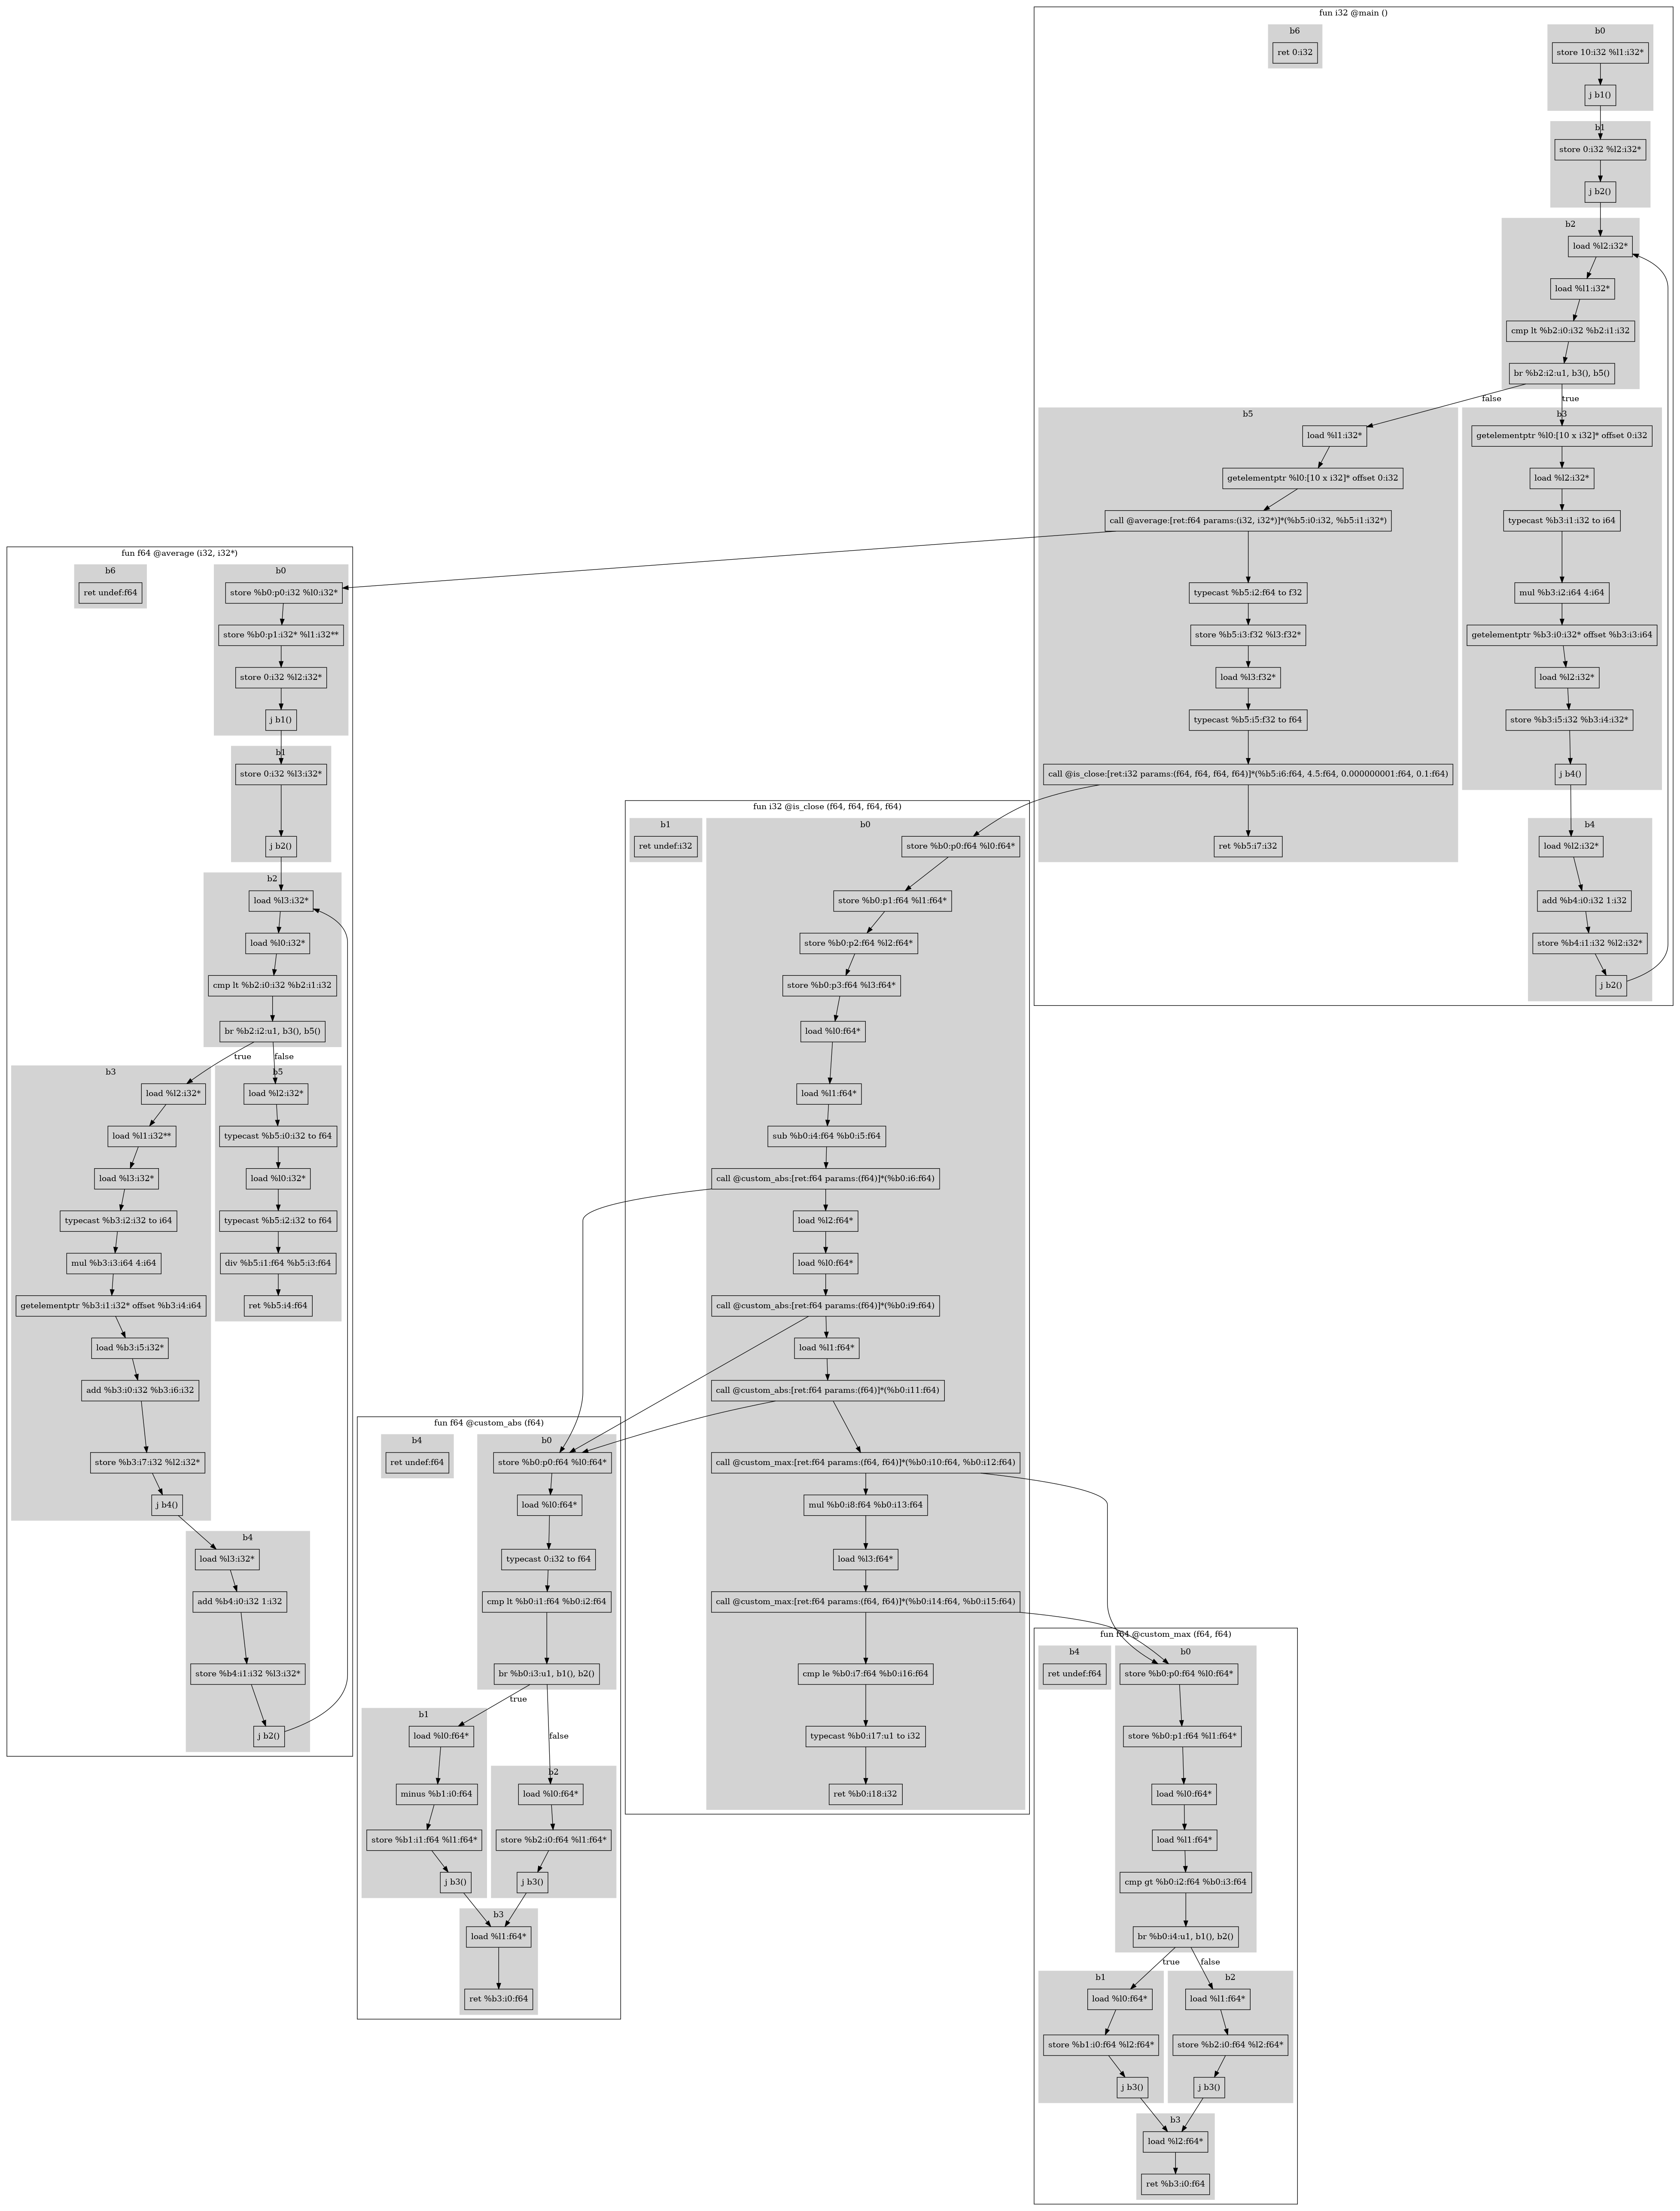 fun i32 @main ()
b6
ret 0:i32
b0
store 10:i32 %l1:i32*
j b1()
b1
store 0:i32 %l2:i32*
j b2()
b2
load %l2:i32*
load %l1:i32*
cmp lt %b2:i0:i32 %b2:i1:i32
br %b2:i2:u1, b3(), b5()
false
true
b5
load %l1:i32*
getelementptr %l0:[10 x i32]* offset 0:i32
call @average:[ret:f64 params:(i32, i32*)]*(%b5:i0:i32, %b5:i1:i32*)
typecast %b5:i2:f64 to f32
store %b5:i3:f32 %l3:f32*
load %l3:f32*
typecast %b5:i5:f32 to f64
call @is_close:[ret:i32 params:(f64, f64, f64, f64)]*(%b5:i6:f64, 4.5:f64, 0.000000001:f64, 0.1:f64)
ret %b5:i7:i32
b3
getelementptr %l0:[10 x i32]* offset 0:i32
load %l2:i32*
typecast %b3:i1:i32 to i64
mul %b3:i2:i64 4:i64
getelementptr %b3:i0:i32* offset %b3:i3:i64
load %l2:i32*
store %b3:i5:i32 %b3:i4:i32*
j b4()
b4
load %l2:i32*
add %b4:i0:i32 1:i32
store %b4:i1:i32 %l2:i32*
j b2()
fun f64 @average (i32, i32*)
b6
ret undef:f64
b0
store %b0:p0:i32 %l0:i32*
store %b0:p1:i32* %l1:i32**
store 0:i32 %l2:i32*
j b1()
b1
store 0:i32 %l3:i32*
j b2()
b2
load %l3:i32*
load %l0:i32*
cmp lt %b2:i0:i32 %b2:i1:i32
br %b2:i2:u1, b3(), b5()
true
false
b3
load %l2:i32*
load %l1:i32**
load %l3:i32*
typecast %b3:i2:i32 to i64
mul %b3:i3:i64 4:i64
getelementptr %b3:i1:i32* offset %b3:i4:i64
load %b3:i5:i32*
add %b3:i0:i32 %b3:i6:i32
store %b3:i7:i32 %l2:i32*
j b4()
b5
load %l2:i32*
typecast %b5:i0:i32 to f64
load %l0:i32*
typecast %b5:i2:i32 to f64
div %b5:i1:f64 %b5:i3:f64
ret %b5:i4:f64
b4
load %l3:i32*
add %b4:i0:i32 1:i32
store %b4:i1:i32 %l3:i32*
j b2()
fun i32 @is_close (f64, f64, f64, f64)
b1
ret undef:i32
b0
store %b0:p0:f64 %l0:f64*
store %b0:p1:f64 %l1:f64*
store %b0:p2:f64 %l2:f64*
store %b0:p3:f64 %l3:f64*
load %l0:f64*
load %l1:f64*
sub %b0:i4:f64 %b0:i5:f64
call @custom_abs:[ret:f64 params:(f64)]*(%b0:i6:f64)
load %l2:f64*
load %l0:f64*
call @custom_abs:[ret:f64 params:(f64)]*(%b0:i9:f64)
load %l1:f64*
call @custom_abs:[ret:f64 params:(f64)]*(%b0:i11:f64)
call @custom_max:[ret:f64 params:(f64, f64)]*(%b0:i10:f64, %b0:i12:f64)
mul %b0:i8:f64 %b0:i13:f64
load %l3:f64*
call @custom_max:[ret:f64 params:(f64, f64)]*(%b0:i14:f64, %b0:i15:f64)
cmp le %b0:i7:f64 %b0:i16:f64
typecast %b0:i17:u1 to i32
ret %b0:i18:i32
fun f64 @custom_abs (f64)
b4
ret undef:f64
b0
store %b0:p0:f64 %l0:f64*
load %l0:f64*
typecast 0:i32 to f64
cmp lt %b0:i1:f64 %b0:i2:f64
br %b0:i3:u1, b1(), b2()
true
false
b1
load %l0:f64*
minus %b1:i0:f64
store %b1:i1:f64 %l1:f64*
j b3()
b2
load %l0:f64*
store %b2:i0:f64 %l1:f64*
j b3()
b3
load %l1:f64*
ret %b3:i0:f64
fun f64 @custom_max (f64, f64)
b4
ret undef:f64
b0
store %b0:p0:f64 %l0:f64*
store %b0:p1:f64 %l1:f64*
load %l0:f64*
load %l1:f64*
cmp gt %b0:i2:f64 %b0:i3:f64
br %b0:i4:u1, b1(), b2()
true
false
b1
load %l0:f64*
store %b1:i0:f64 %l2:f64*
j b3()
b2
load %l1:f64*
store %b2:i0:f64 %l2:f64*
j b3()
b3
load %l2:f64*
ret %b3:i0:f64